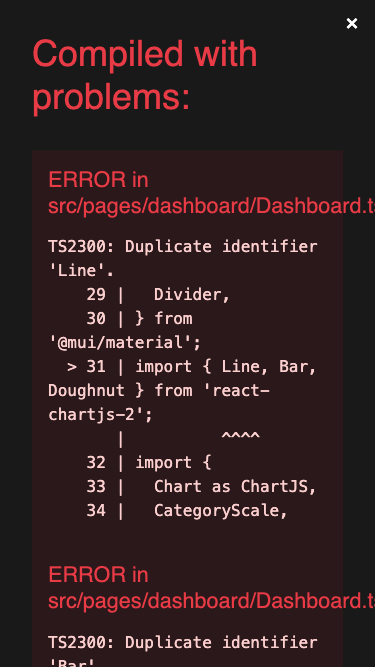 ×
Compiled with
problems:
ERROR in
src/pages/dashboard/Dashboard.ts
TS2300: Duplicate identifier
'Line'.
    29 |   Divider,
    30 | } from
'@mui/material';
  > 31 | import { Line, Bar,
Doughnut } from 'react-
chartjs-2';
       |          ^^^^
    32 | import {
    33 |   Chart as ChartJS,
    34 |   CategoryScale,
ERROR in
src/pages/dashboard/Dashboard.ts
TS2300: Duplicate identifier
'Bar'.